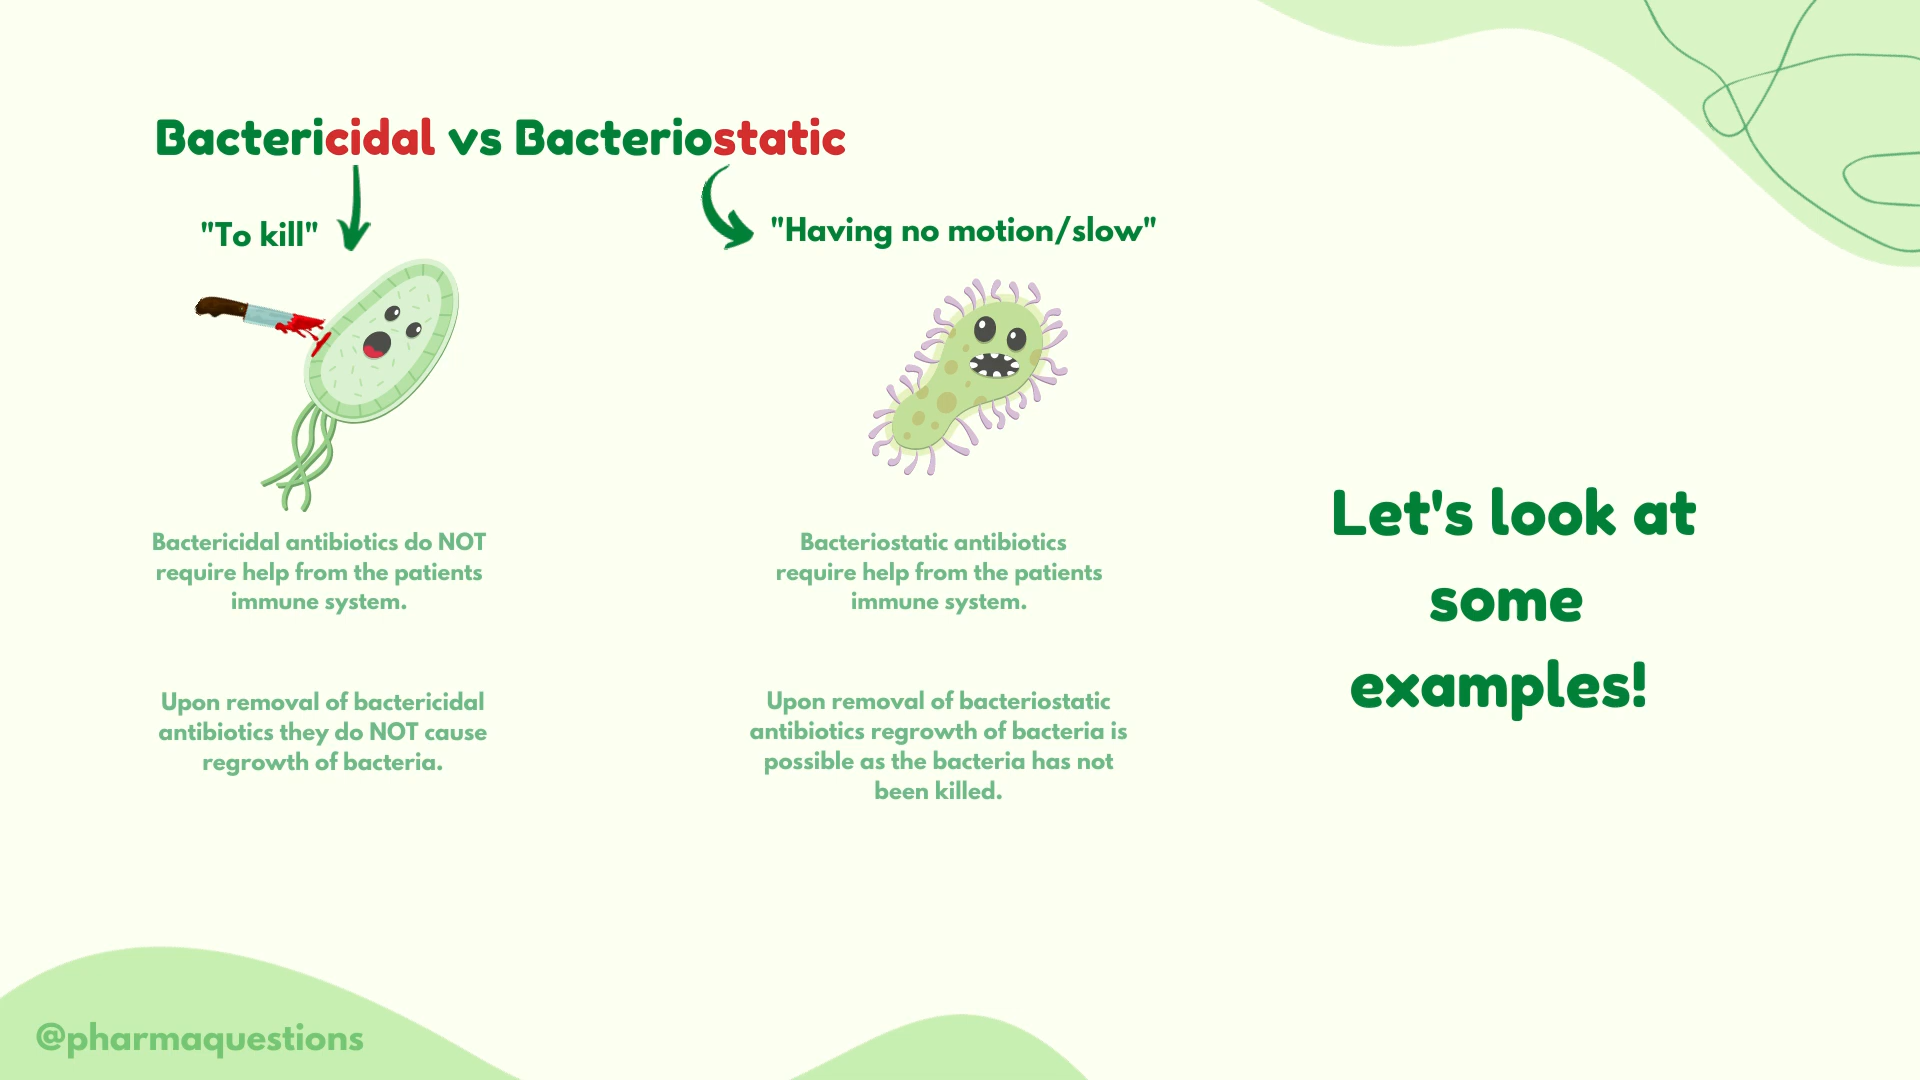 Bactericidal vs Bacteriostatic
"To kill"
"Having no motion/slow"
Bactericidal antibiotics do NOT
require help from the patients
immune system.
Upon removal of bactericidal
antibiotics they do NOT cause
regrowth of bacteria.
Bacteriostatic antibiotics
require help from the patients
immune system.
Upon removal of bacteriostatic
antibiotics regrowth of bacteria is
possible as the bacteria has not
been killed.
Let's look at
some
examples!
@pharmaquestions